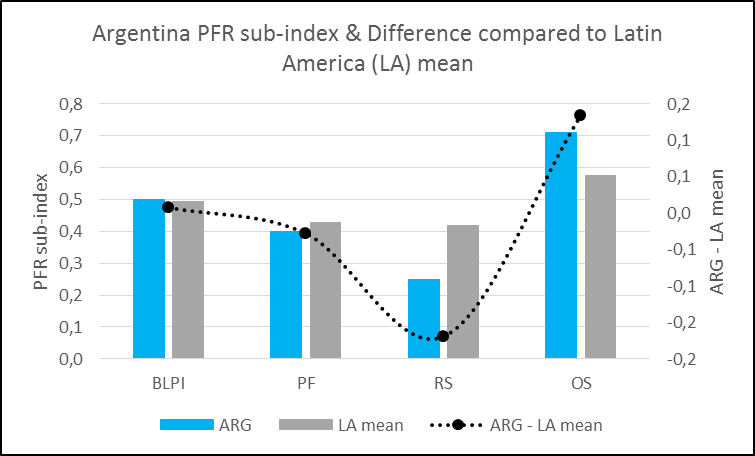 Argentina PFR sub-index & Difference compared to Latin
America (LA) mean
PFR sub-index
0,8
0,7
0,6
0,5
0,4
0,3
0,2
0,1
0,0
0,2
0,1
0,1
0,0
-0,1
-0,1
-0,2
-0,2
ARG - LA mean
BLPI PF RS OS
ARG LA mean ARG - LA mean